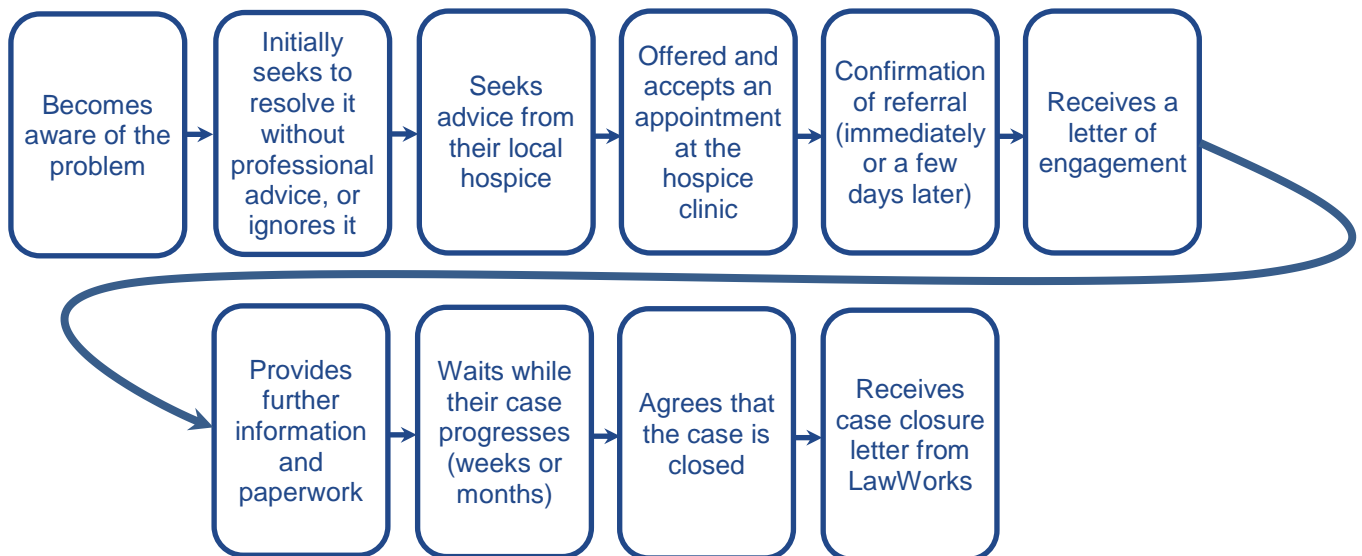 Becomes
aware of the
problem
Initially
seeks to
resolve it
without
professional
advice, or
ignores it
Seeks
advice from
their local
hospice
Offered and
accepts an
appointment
at the
hospice
clinic
Confirmation
of referral
(immediately
or a few
days later)
Receives a
letter of
engagement
Provides
further
information
and
paperwork
Waits while
their case
progresses
(weeks or
months)
Agrees that
the case is
closed
Receives
case closure
letter from
LawWorks